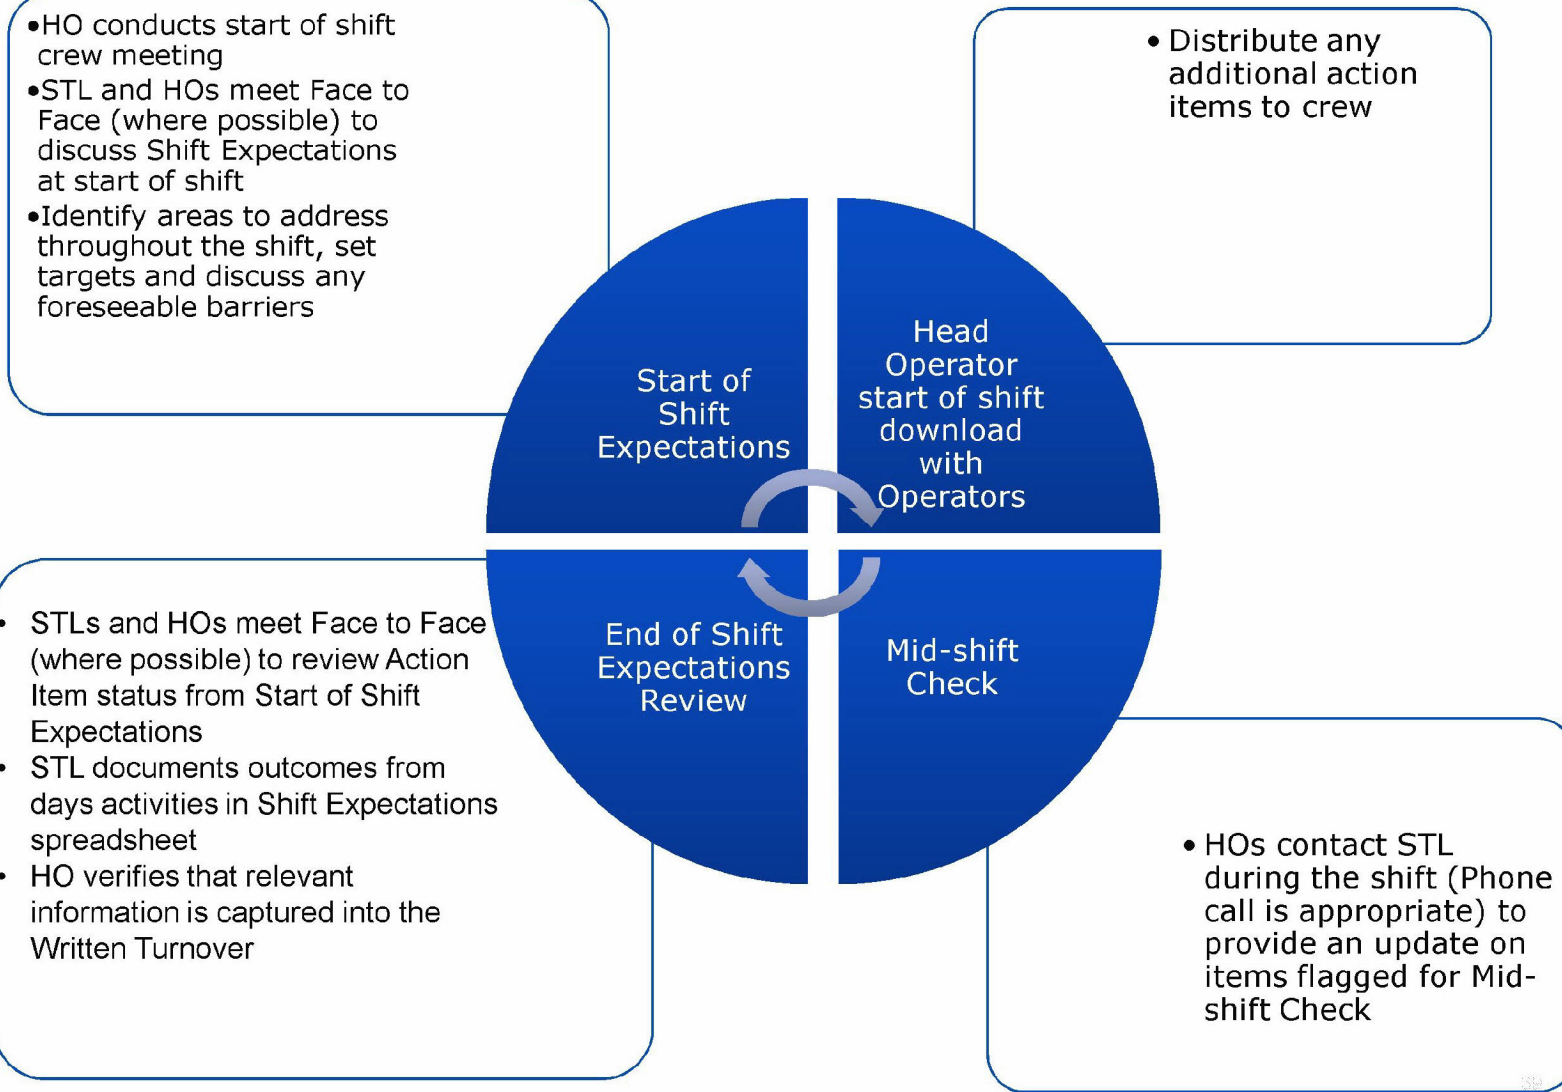 •HO conducts start of shift
crew meeting
•STL and HOs meet Face to
Face (where possible) to
discuss Shift Expectations
at start of shift
•Identify areas to address
throughout the shift, set
targets and discuss any
foreseeable barriers
• Distribute any
additional action
items to crew
Start of
Shift
Expectations
Head
Operator
start of shift
download
with
Operators
End of Shift
Expectations
Review
Mid-shift
Check
• STLs and HOs meet Face to Face
(where possible) to review Action
Item status from Start of Shift
Expectations
• STL documents outcomes from
days activities in Shift Expectations
spreadsheet
• HO verifies that relevant
information is captured into the
Written Turnover
• HOs contact STL
during the shift (Phone
call is appropriate) to
provide an update on
items flagged for Mid-
shift Check